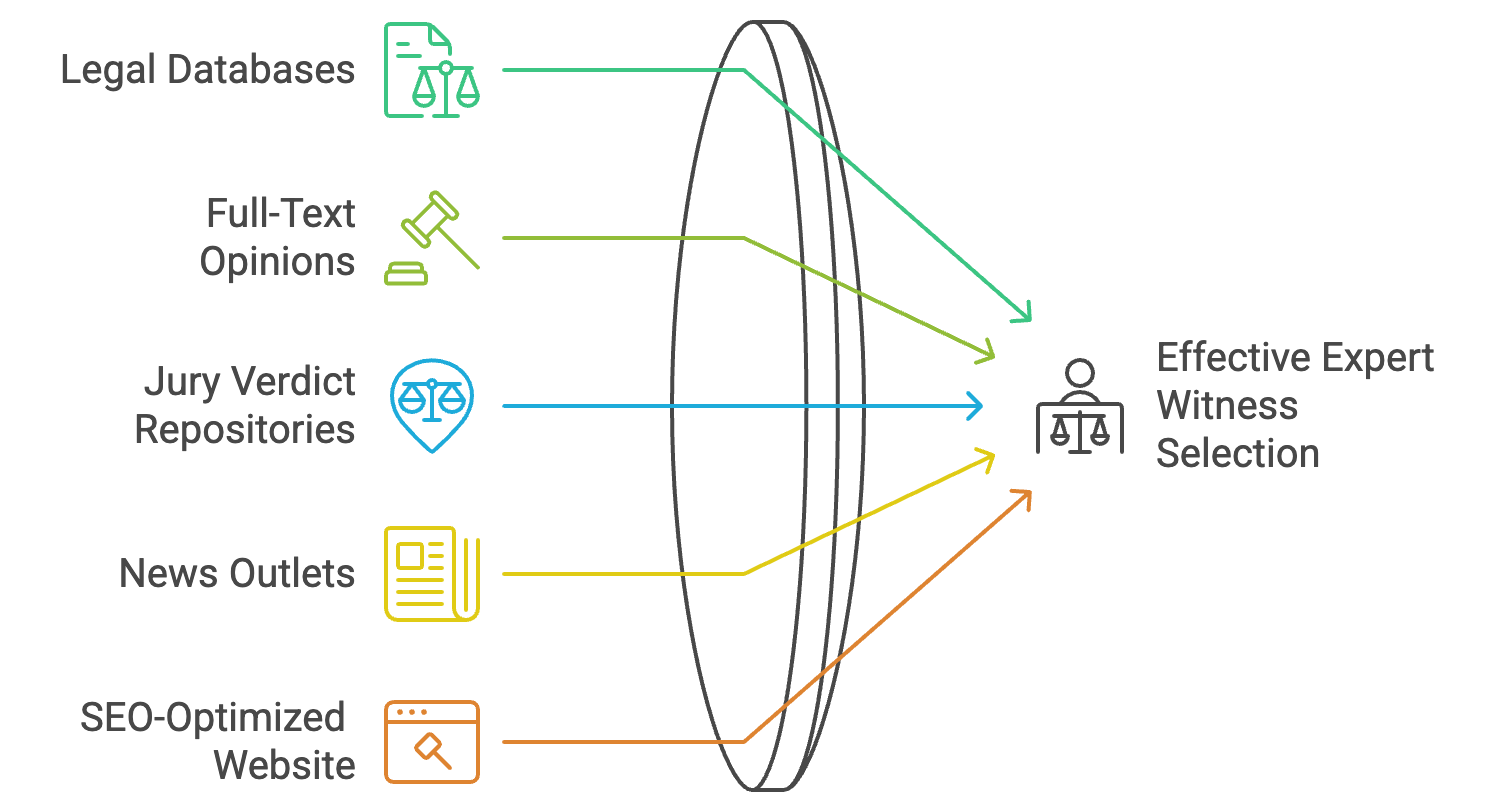 Legal Databases
Full-Text
Opinions
Jury Verdict
Repositories
News Outlets
SEO-Optimized
Website
Effective Expert
Witness
Selection